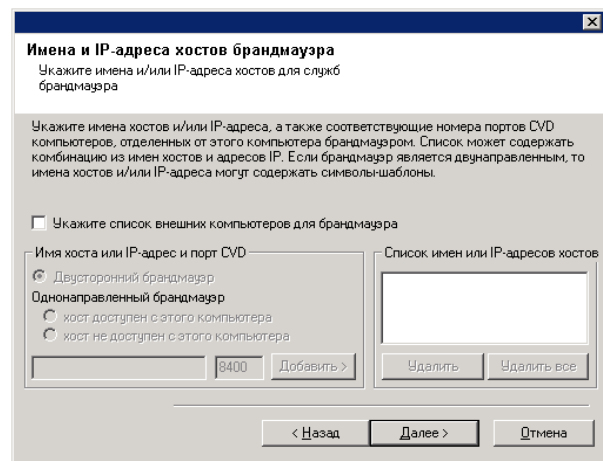 Имена и IP-адреса хостов брандмауэра
Укажите имена и/или IP-адреса хостов для служб
брандмауэра
Укажите имена хостов и/или IP-адреса, а также соответствующие номера портов CVD
компьютеров, отделенных от этого компьютера брандмауэром. Список может содержать
комбинацию из имен хостов и адресов IP. Если брандмауэр является двунаправленным, то
имена хостов и/или IP-адреса могут содержать символы-шаблоны.
Укажите список внешних компьютеров для брандмауэра
Имя хоста или IP-адрес и порт CVD
Двусторонний брандмауэр
Однонаправленный брандмауэр
хост доступен с этого компьютера
хост не доступен с этого компьютера
8400 Добавить >
Список имен или IP-адресов хостов
Удалить Удалить все
< Назад Далее > Отмена